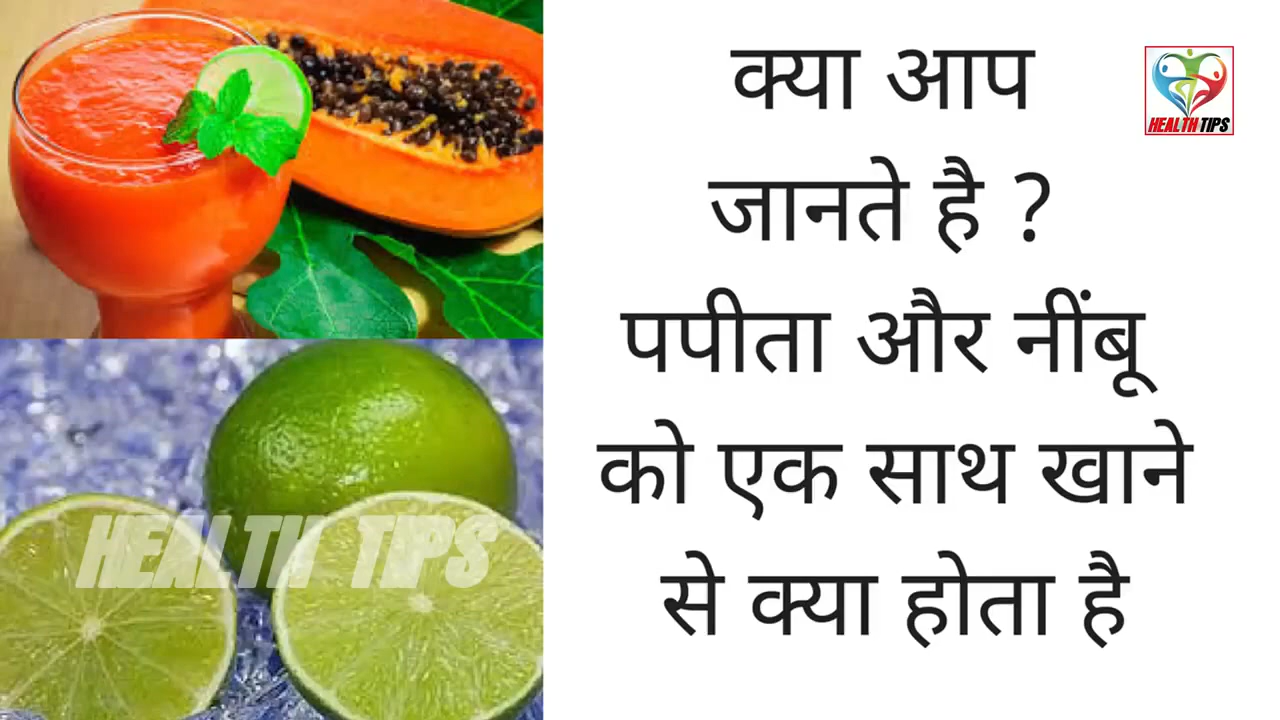 क्या आप
HEALTH TIPS
जानते है ?
पपीता और नींबू
को एक साथ खाने
से क्या होता है
HEALTH TIPS